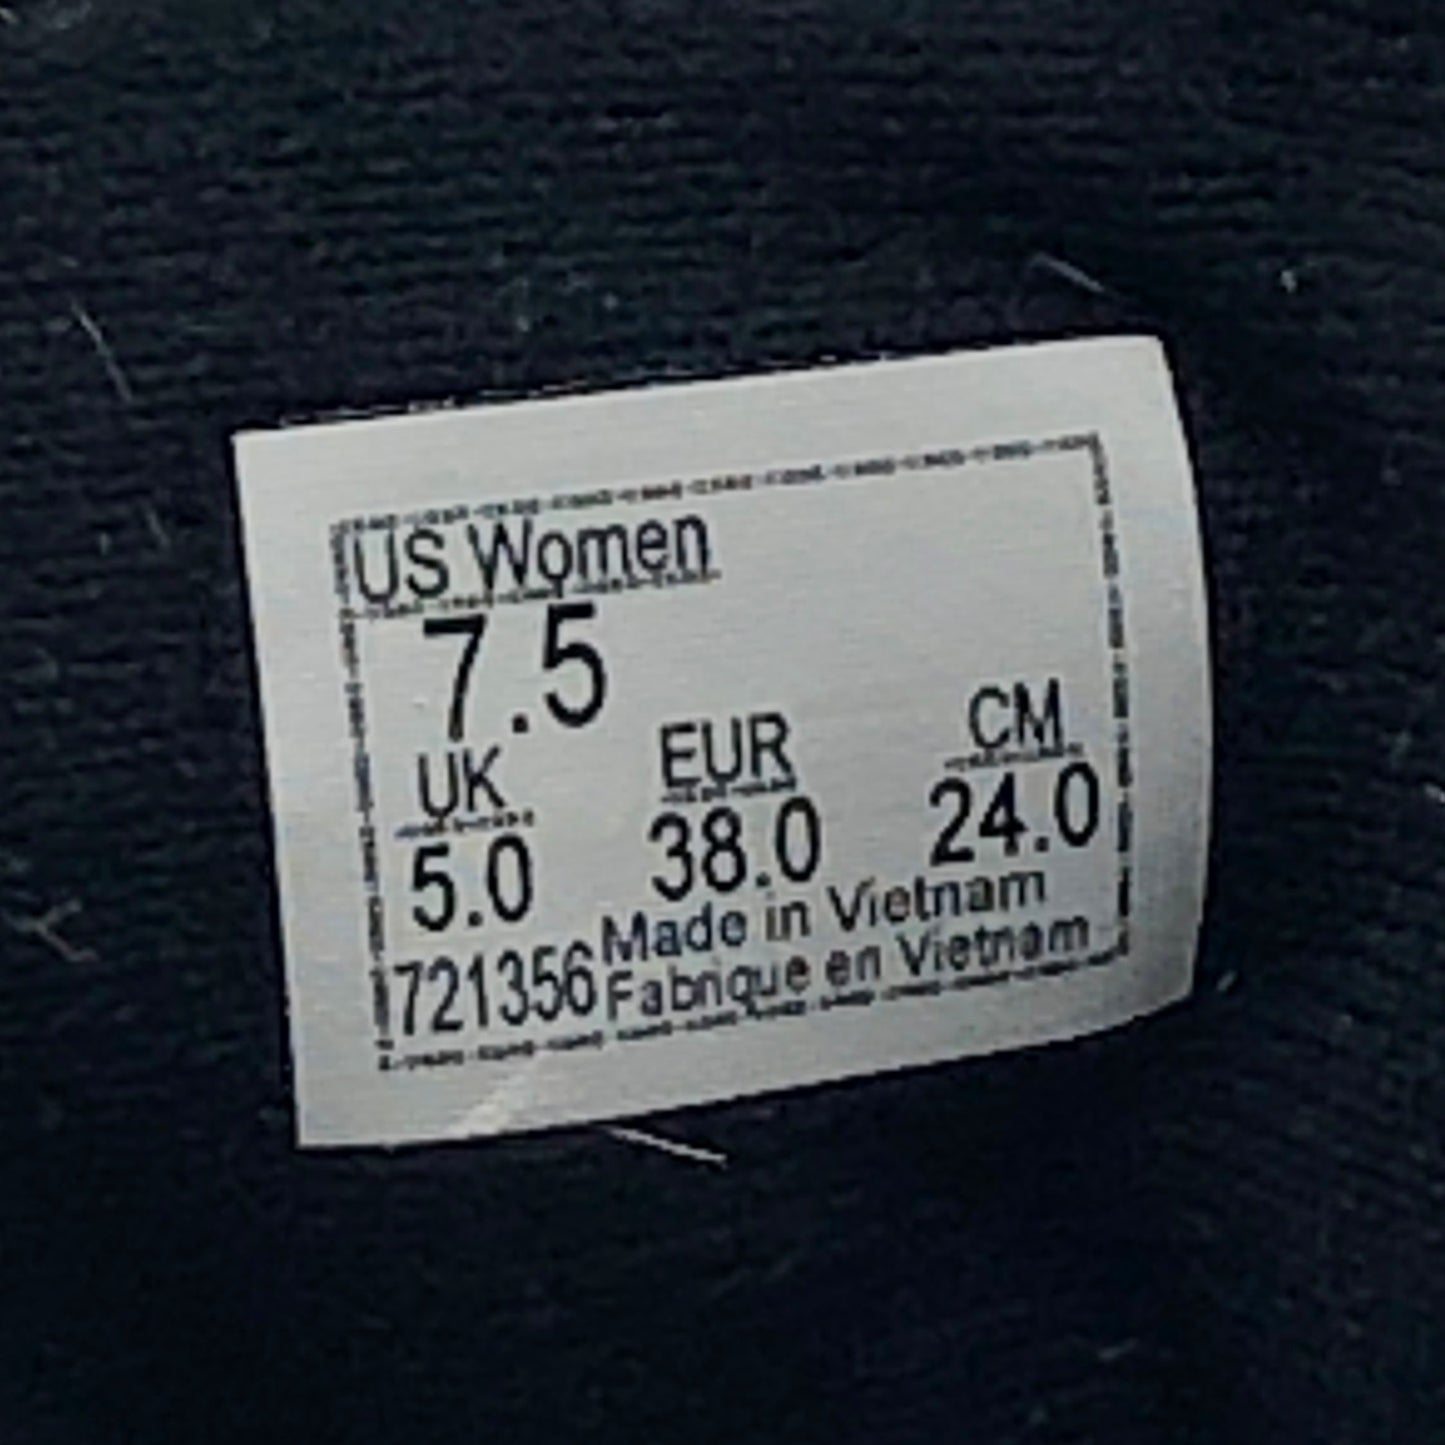 US Women
7.5
UK EUR CM
5.0 38.0 24.0
721356 Made in Vietnam
Fabrique en Vietnam